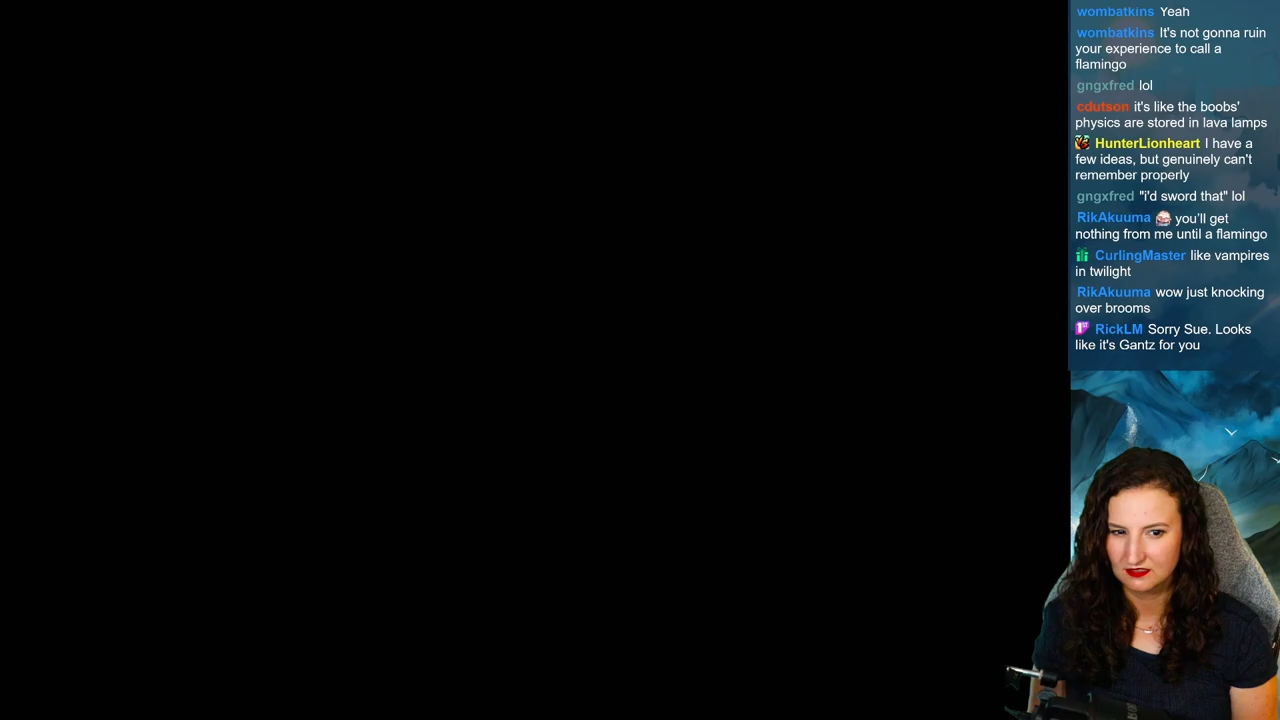 wombatkins Yeah
wombatkins It's not gonna ruin
your experience to call a
flamingo
gngxfred lol
cdutson it's like the boobs'
physics are stored in lava lamps
HunterLionheart I have a
few ideas, but genuinely can't
remember properly
gngxfred "i'd sword that" lol
RikAkuuma you'll get
nothing from me until a flamingo
CurlingMaster like vampires
in twilight
RikAkuuma wow just knocking
over brooms
1ST RickLM Sorry Sue. Looks
like it's Gantz for you